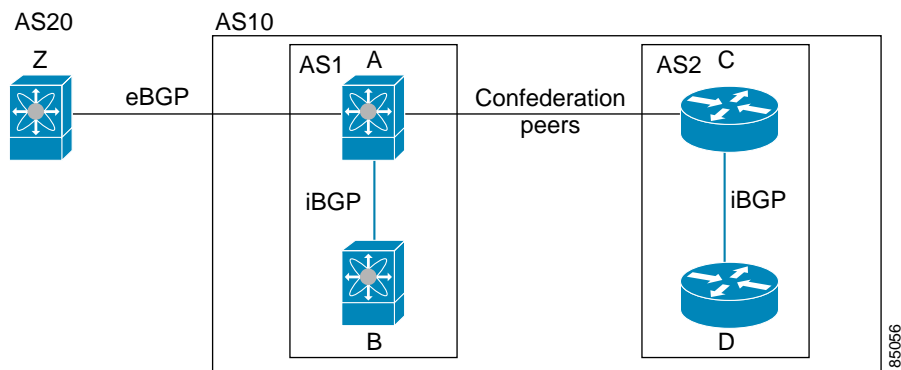 AS20
AS10
Z
AS1
A
AS2
C
eBGP
Confederation
peers
iBGP
iBGP
B
D
85056